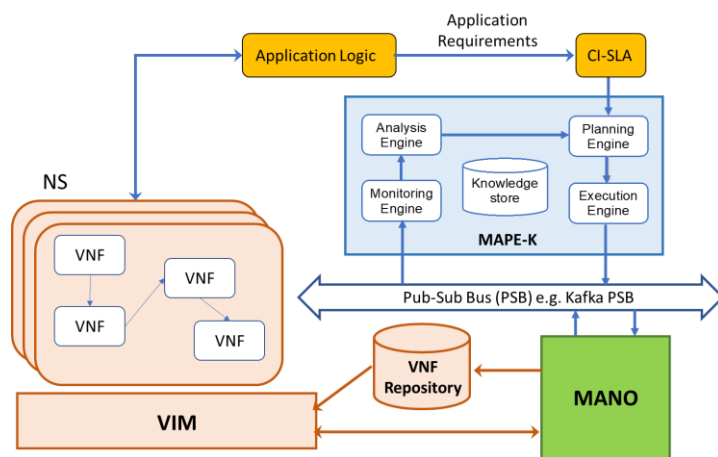 Application
Requirements
Application Logic
CI-SLA
Analysis
Engine
Planning
Engine
NS
Knowledge
store
Monitoring
Engine
Execution
Engine
MAPE-K
VNF
VNF
VNF
VNF
Pub-Sub Bus (PSB) e.g. Kafka PSB
VNF
Repository
MANO
VIM